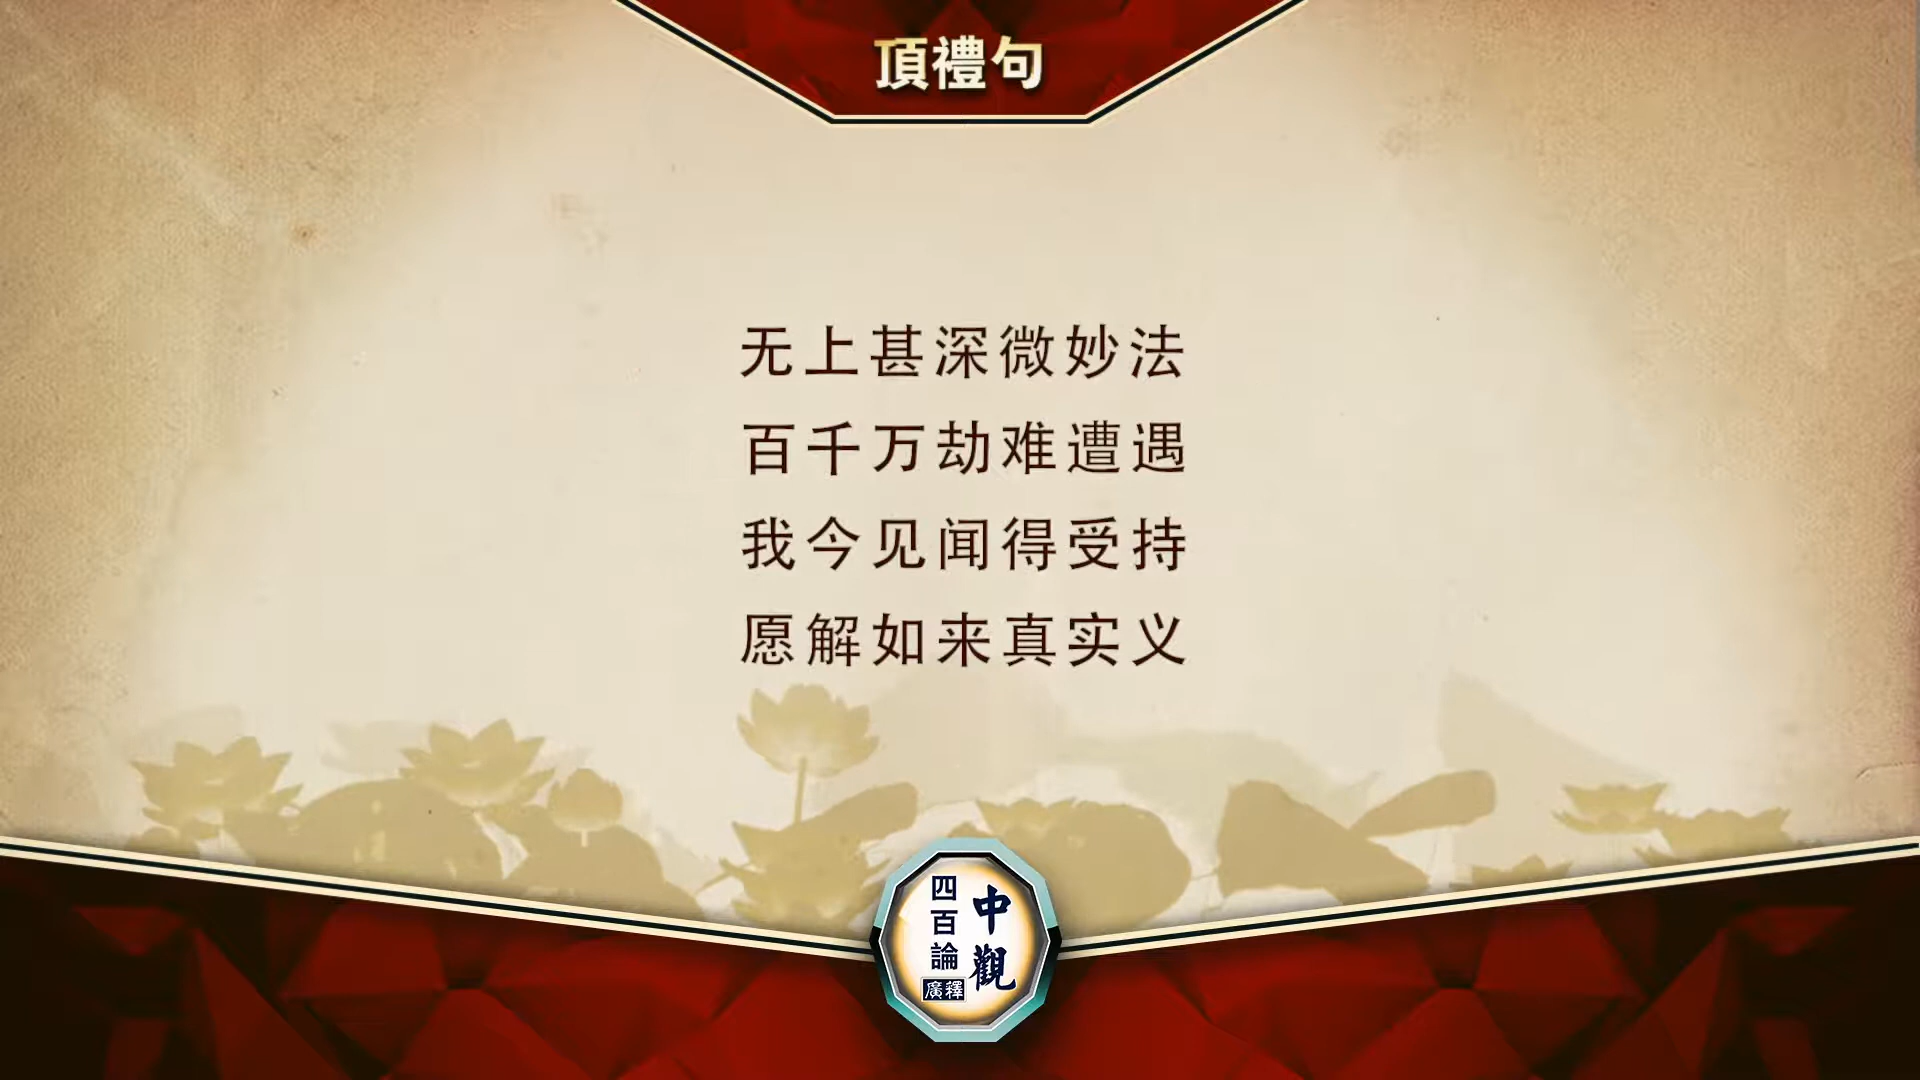 頂禮句
无上甚深微妙法
百千万劫难遭遇
我今见闻得受持
愿解如来真实义
中觀
四百論
廣釋